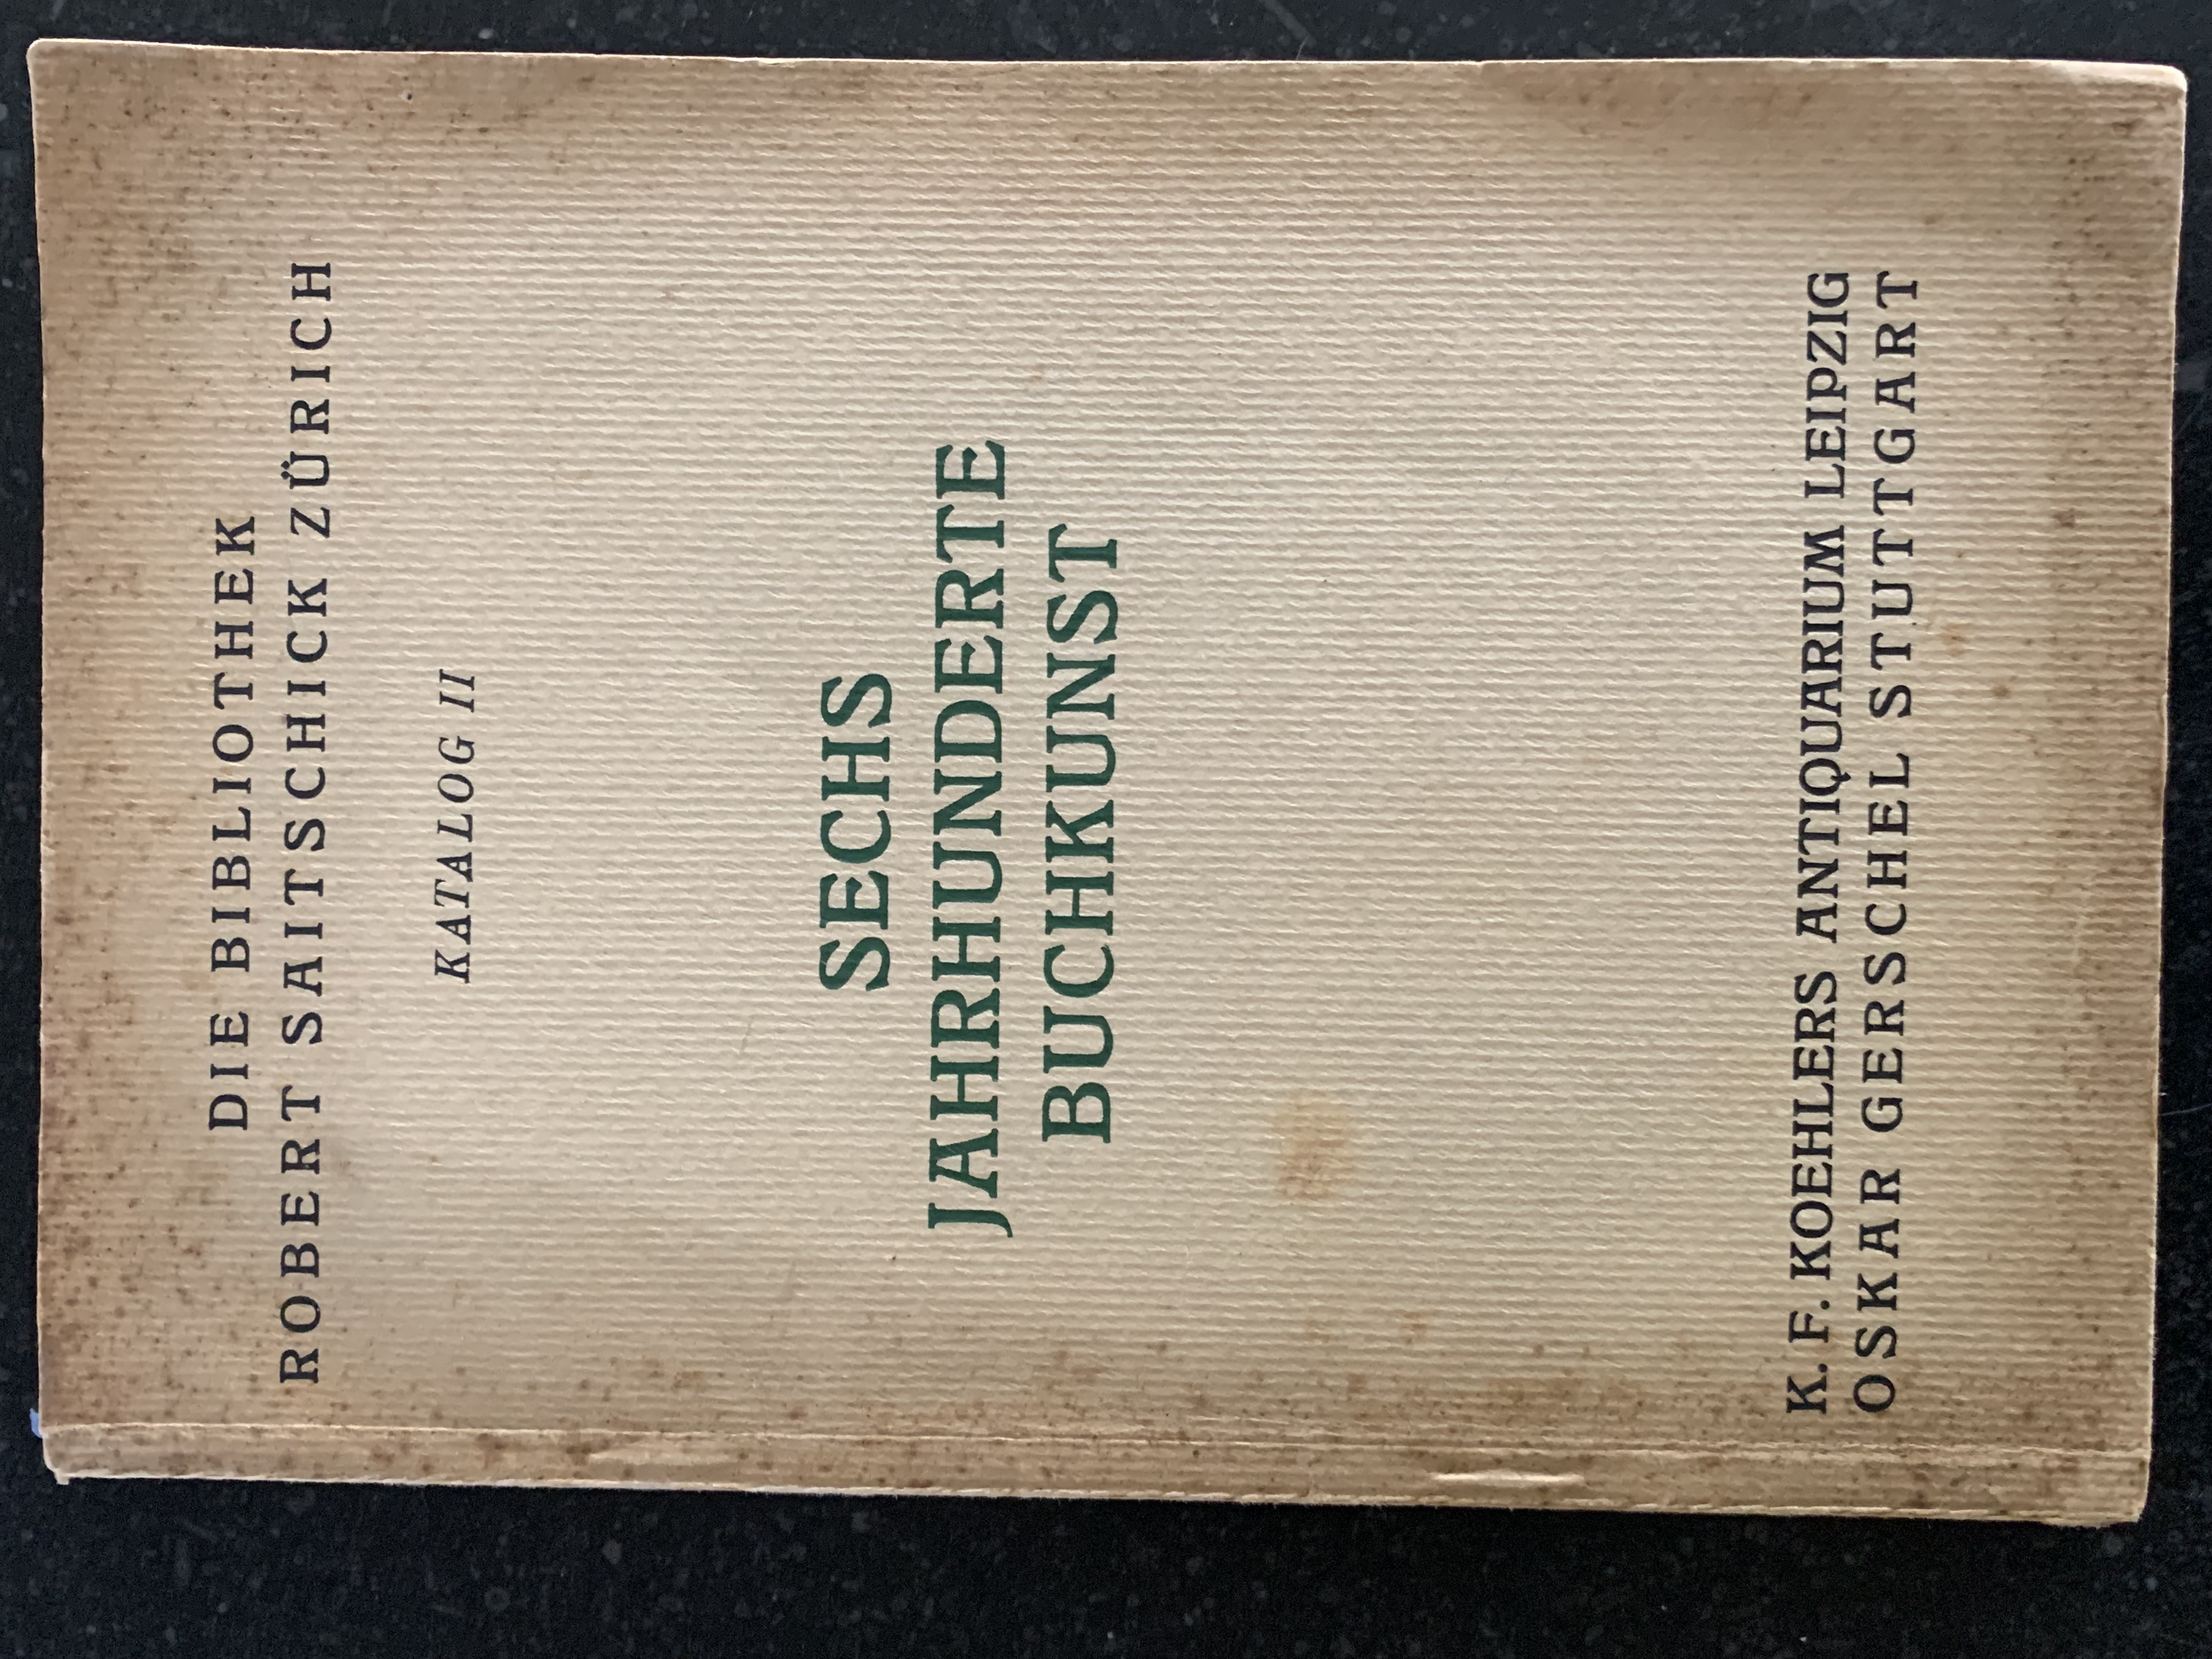 DIE BIBLIOTHEK
ROBERT SAITSCHICK ZÜRICH
KATALOG II
SECHS
JAHRHUNDERTE
BUCHKUNST
K. F. KOEHLERS ANTIQUARIUM LEIPZIG
OSKAR GERSCHEL STUTTGART